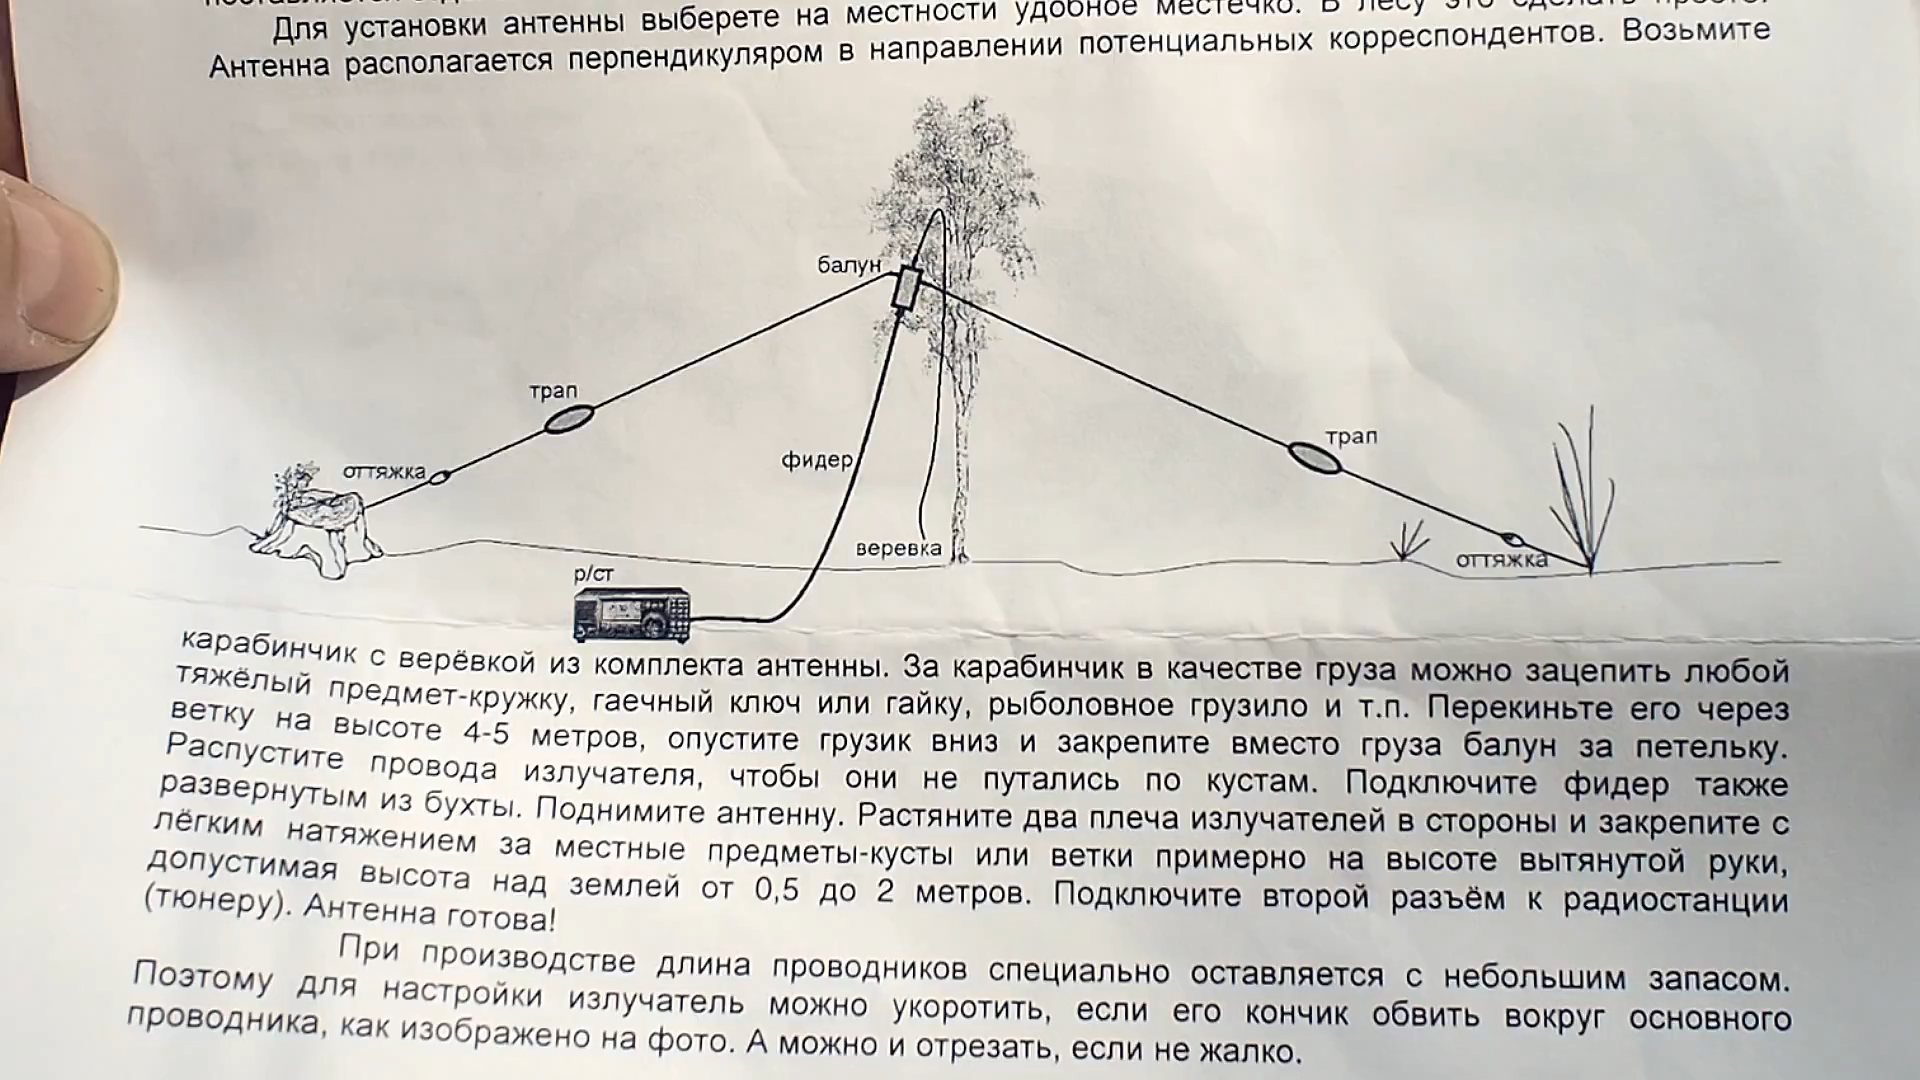 Для установки антенны выберете на местности удобное местечко. В лесу это сделать просто.
Антенна располагается перпендикуляром в направлении потенциальных корреспондентов. Возьмите
балун
трап
трап
оттяжка
фидер
веревка
оттяжка
р/ст
карабинчик с верёвкой из комплекта антенны. За карабинчик в качестве груза можно зацепить любой
тяжёлый предмет-кружку, гаечный ключ или гайку, рыболовное грузило и т.п. Перекиньте его через
ветку на высоте 4-5 метров, опустите грузик вниз и закрепите вместо груза балун за петельку.
Распустите провода излучателя, чтобы они не путались по кустам. Подключите фидер также
развернутым из бухты. Поднимите антенну. Растяните два плеча излучателей в стороны и закрепите с
лёгким натяжением за местные предметы-кусты или ветки примерно на высоте вытянутой руки,
допустимая высота над землей от 0,5 до 2 метров. Подключите второй разъём к радиостанции
(тюнеру). Антенна готова!
При производстве длина проводников специально оставляется с небольшим запасом.
Поэтому для настройки излучатель можно укоротить, если его кончик обвить вокруг основного
проводника, как изображено на фото. А можно и отрезать, если не жалко.